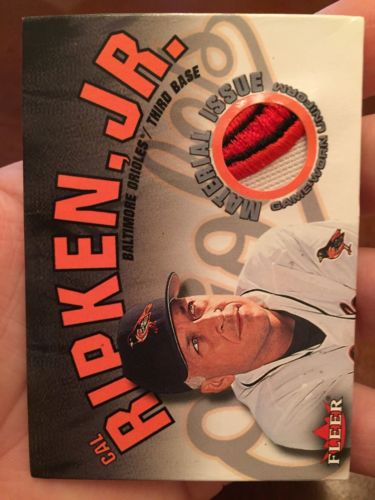 CAL
RIPKEN, JR.
BALTIMORE ORIOLES / THIRD BASE
MATERIAL ISSUE
GAME-WORN UNIFORM
FLEER